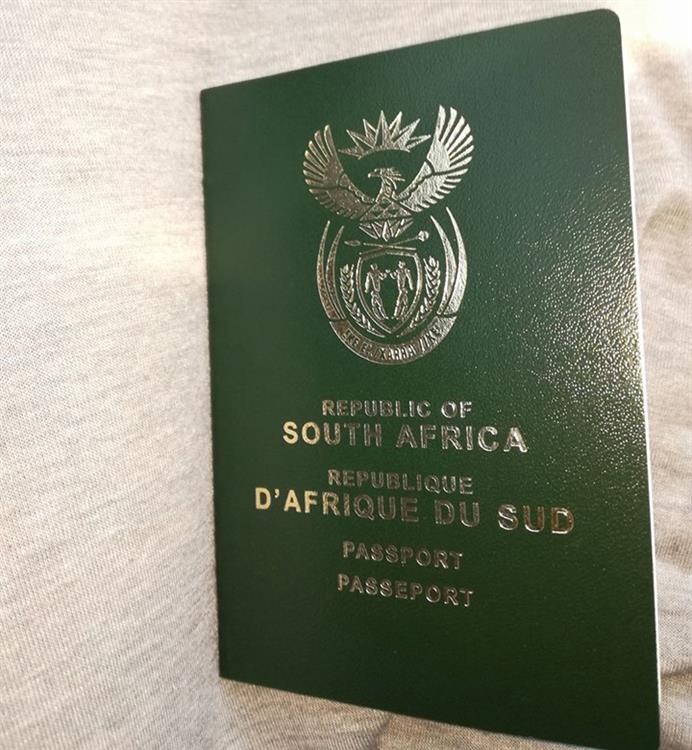 REPUBLIC OF
SOUTH AFRICA
REPUBLIQUE
D'AFRIQUE DU SUD
PASSPORT
PASSEPORT